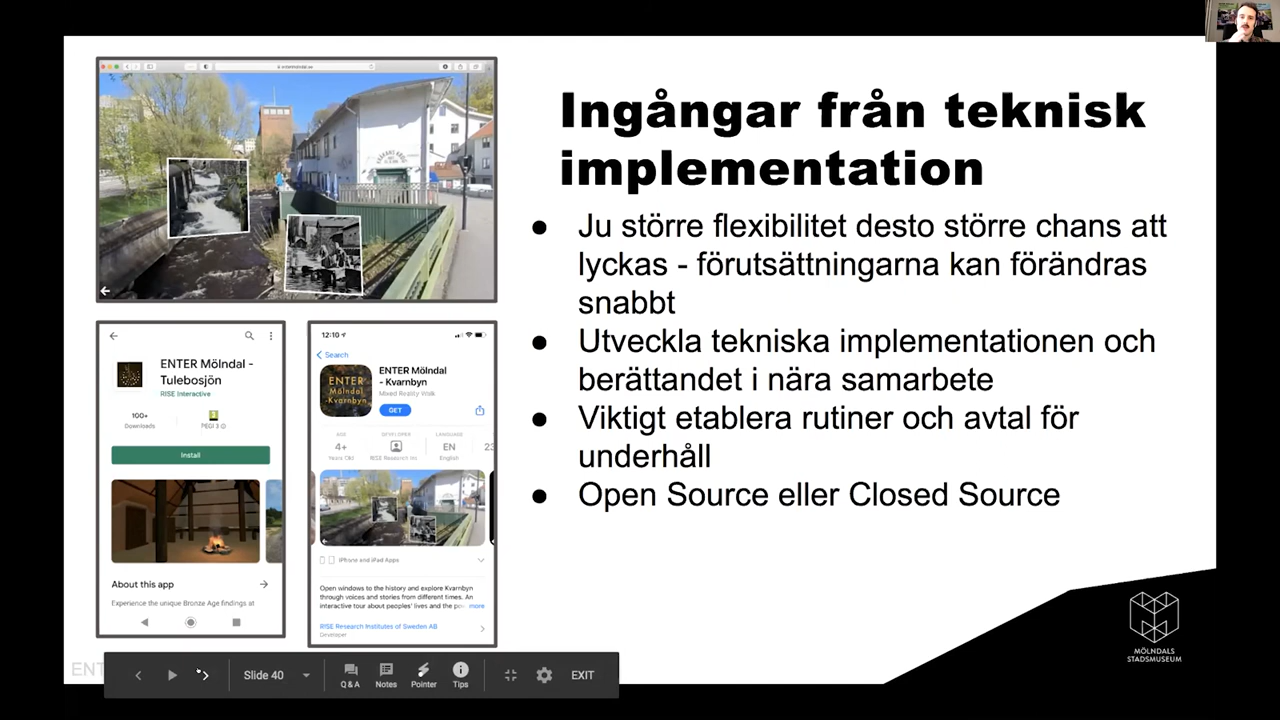 Ingångar från teknisk
implementation
● Ju större flexibilitet desto större chans att
lyckas - förutsättningarna kan förändras
snabbt
● Utveckla tekniska implementationen och
berättandet i nära samarbete
● Viktigt etablera rutiner och avtal för
underhåll
● Open Source eller Closed Source
ENTER Mölndal -
Tulebosjön
RISE Interactive
100+
Downloads
PEGI 3
Install
About this app
Experience the unique Bronze Age findings at
12:10
Search
ENTER Mölndal
- Kvarnbyn
Mixed Reality Walk
GET
ENTER
Mölndal
-Kvarnbyn
AGE
4+
DEVELOPER
RISE Research Ins
LANGUAGE
EN
English
23
iPhone and iPad Apps
Open windows to the history and explore Kvarnbyn
through voices and stories from different times. An
interactive tour about peoples' lives and the po
more
RISE Research Institutes of Sweden AB
Developer
MÖLNDALS
STADSMUSEUM
ENT
Slide 40
Q & A
Notes
Pointer
Tips
EXIT